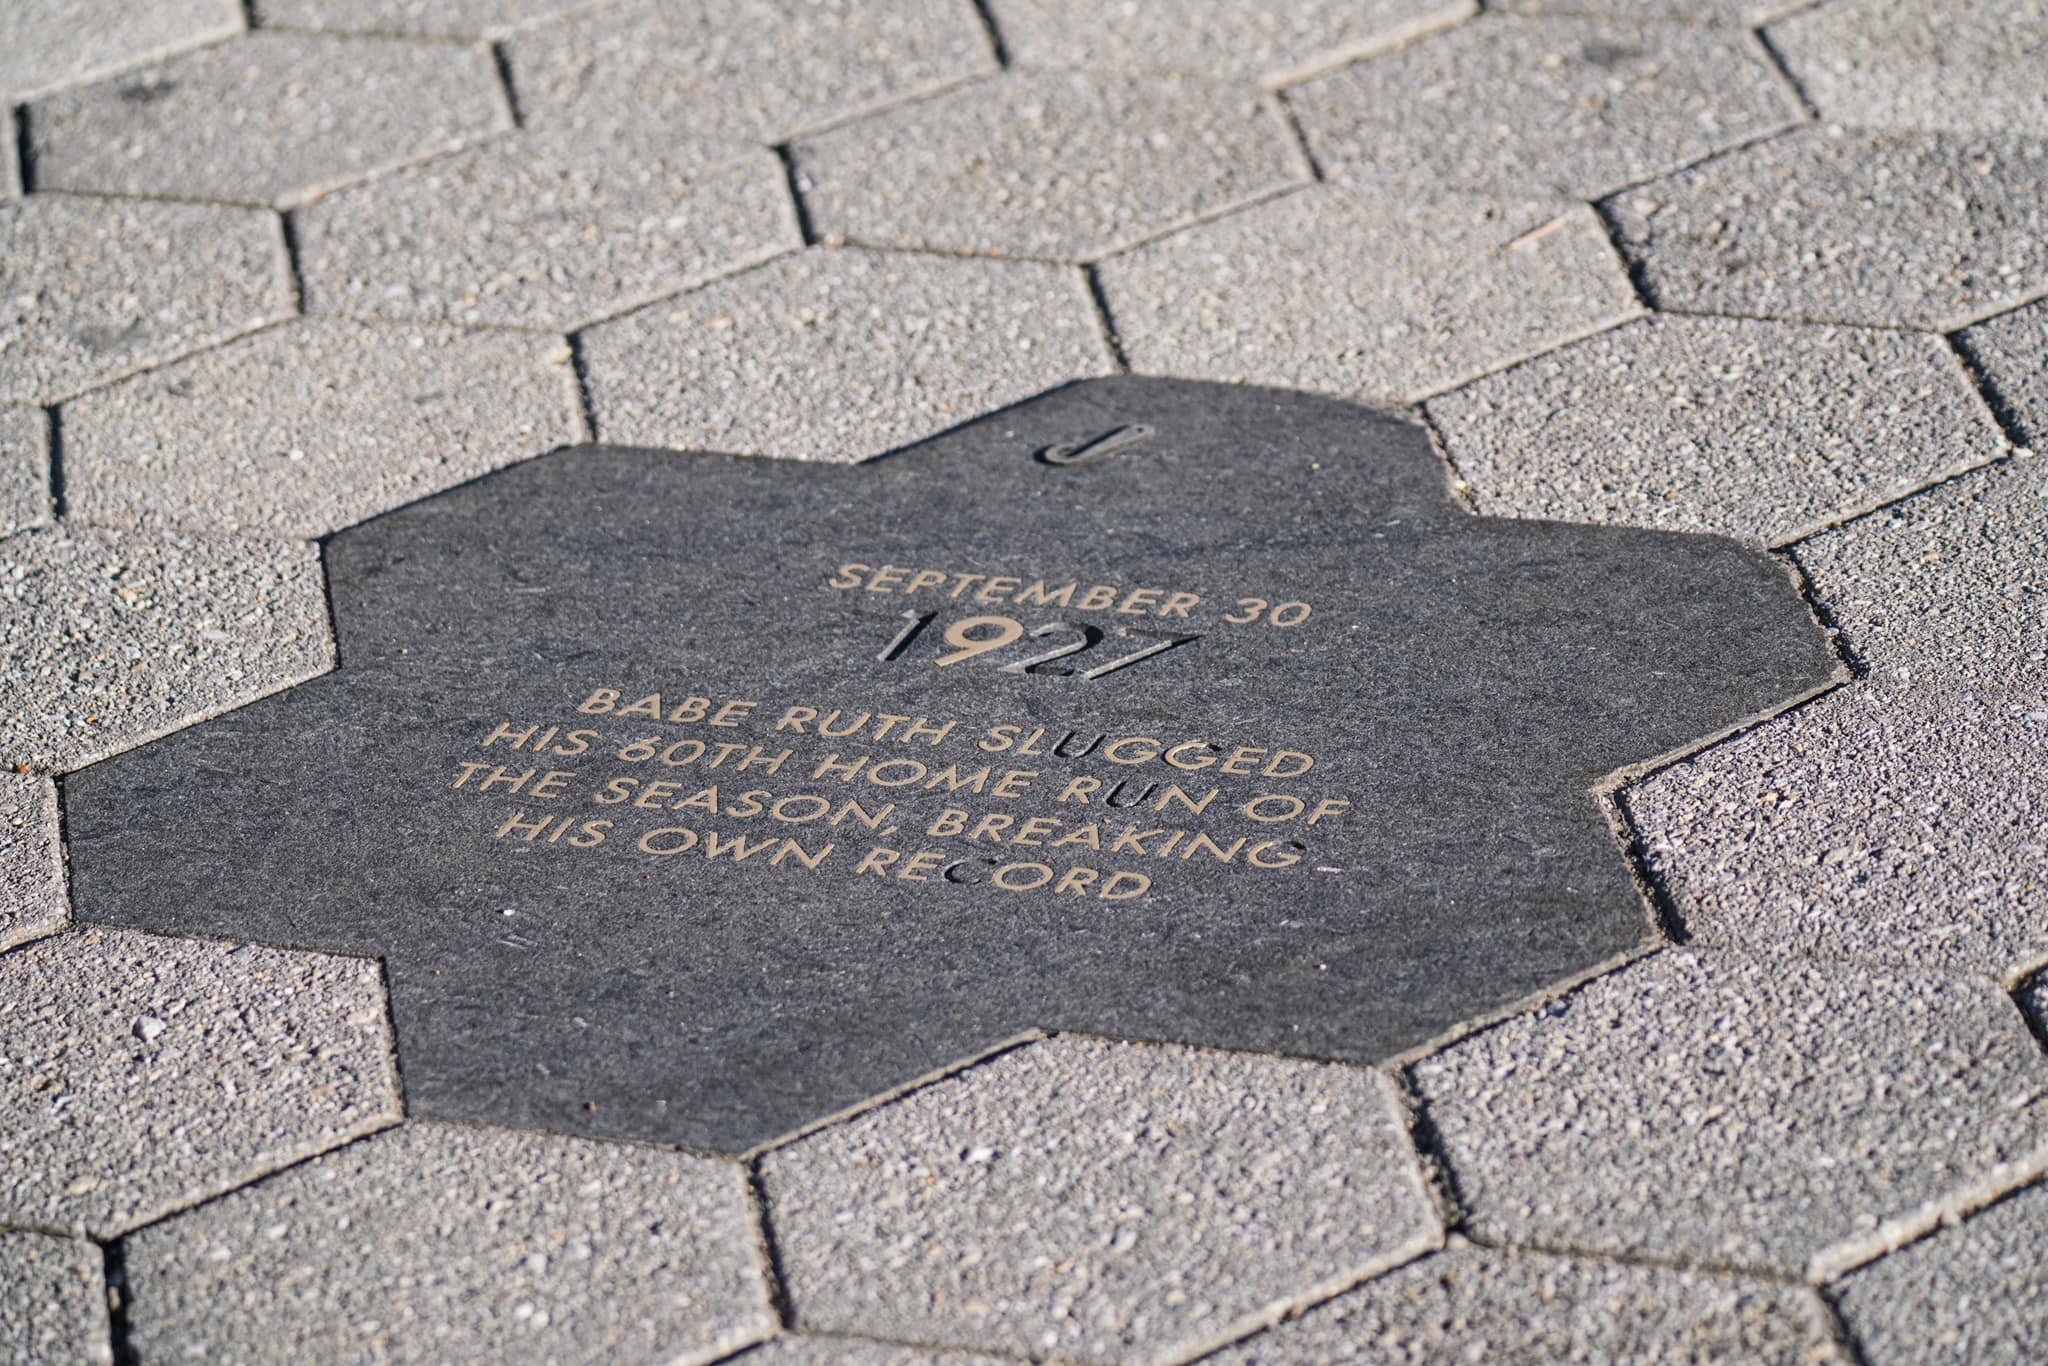 SEPTEMBER 30
1927
BABE RUTH SLUGGED
HIS 60TH HOME RUN OF
THE SEASON, BREAKING
HIS OWN RECORD.